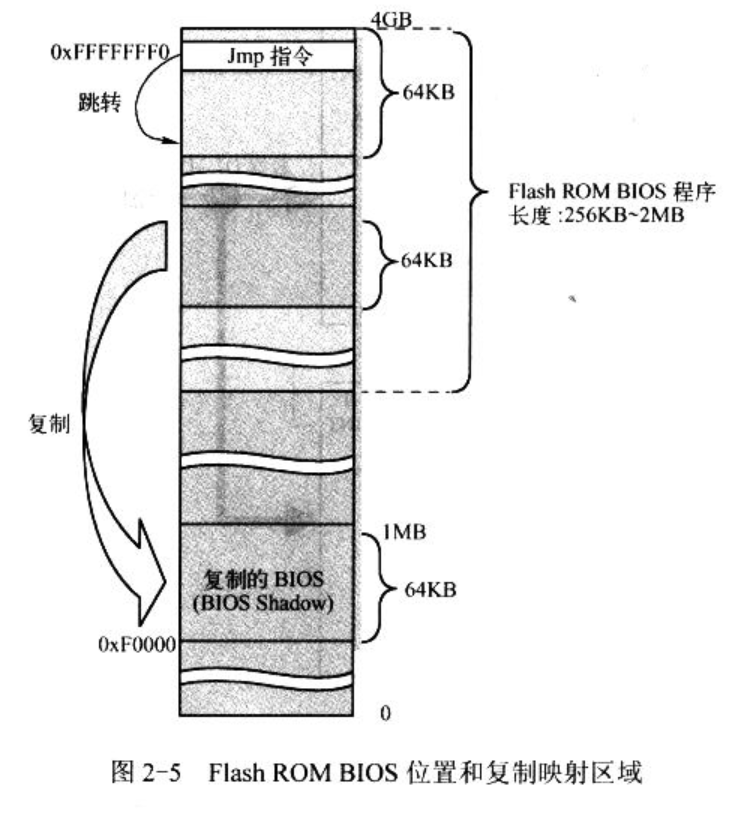 4GB
0xFFFFFFF0
Jmp 指令
跳转
64KB
Flash ROM BIOS 程序
长度 :256KB~2MB
64KB
复制
1MB
复制的 BIOS
(BIOS Shadow)
64KB
0xF0000
0
图 2-5 Flash ROM BIOS 位置和复制映射区域